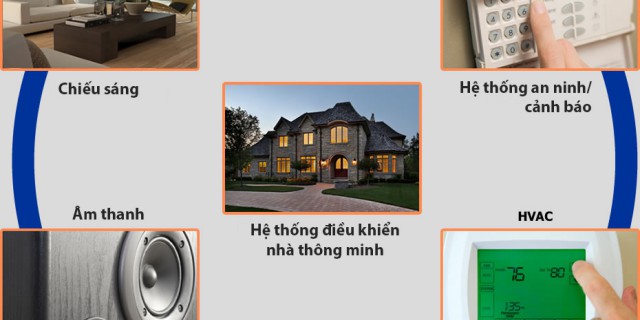 Chiếu sáng
Hệ thống an ninh/
cảnh báo
Hệ thống điều khiển
nhà thông minh
Âm thanh
HVAC
76
80